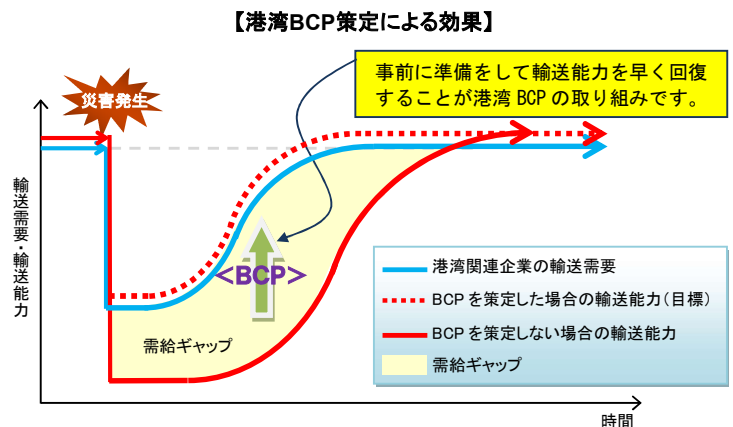 【港湾BCP策定による効果】
災害発生
事前に準備をして輸送能力を早く回復
することが港湾 BCP の取り組みです。
輸送需要・輸送能力
<BCP>
需給ギャップ
港湾関連企業の輸送需要
BCP を策定した場合の輸送能力(目標)
BCP を策定しない場合の輸送能力
需給ギャップ
時間